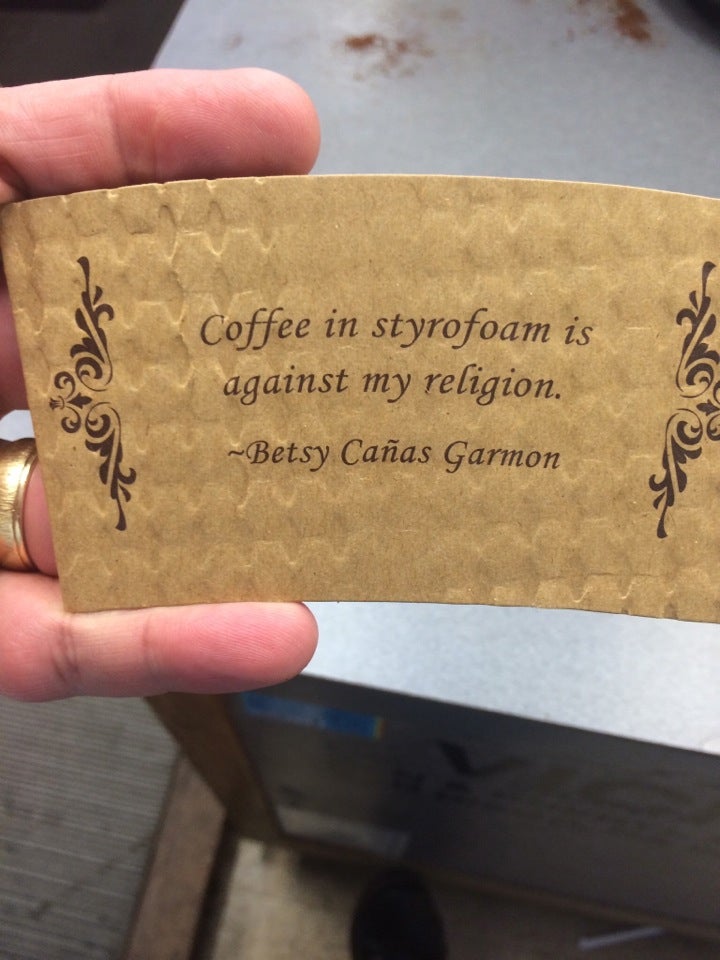 Coffee in styrofoam is
against my religion.
~Betsy Cañas Garmon